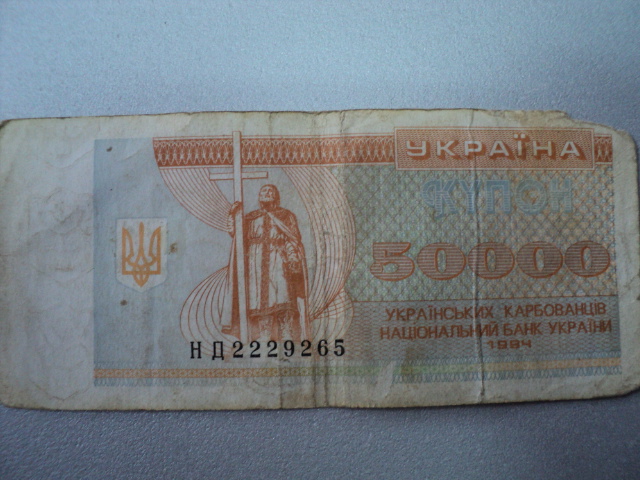 УКРАЇНА
КУПОН
50000
УКРАЇНСЬКИХ КАРБОВАНЦІВ
НАЦІОНАЛЬНИЙ БАНК УКРАЇНИ
1994
НД2229265